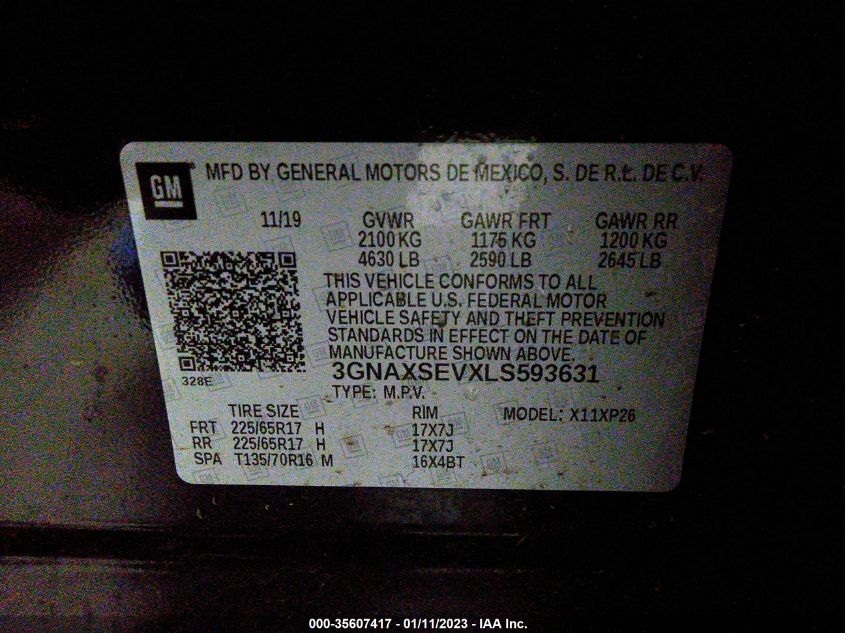 GM
MFD BY GENERAL MOTORS DE MEXICO, S. DE R.L. DE C.V.
11/19 GVWR GAWR FRT GAWR RR
2100 KG 1175 KG 1200 KG
4630 LB 2590 LB 2645 LB
THIS VEHICLE CONFORMS TO ALL
APPLICABLE U.S. FEDERAL MOTOR
VEHICLE SAFETY AND THEFT PREVENTION
STANDARDS IN EFFECT ON THE DATE OF
MANUFACTURE SHOWN ABOVE.
3GNAXSEVXLS593631
328E
TYPE: M.P.V.
TIRE SIZE RIM MODEL: X11XP26
FRT 225/65R17 H 17X7J
RR 225/65R17 H 17X7J
SPA T135/70R16 M 16X4BT
000-35607417 - 01/11/2023 - IAA Inc.